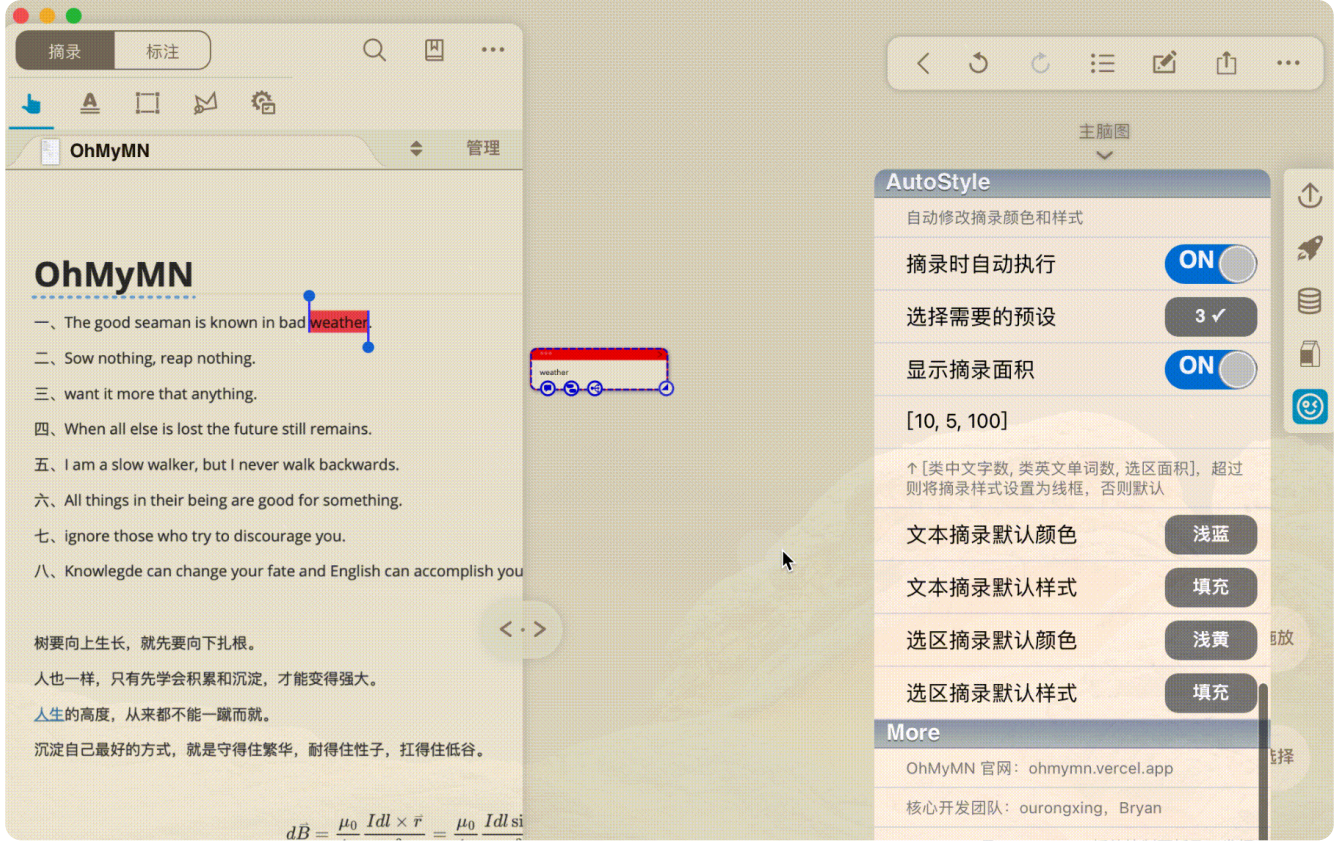 摘录 标注
OhMyMN 管理
OhMyMN
一、The good seaman is known in bad weather.
二、Sow nothing, reap nothing.
三、want it more that anything.
四、When all else is lost the future still remains.
五、I am a slow walker, but I never walk backwards.
六、All things in their being are good for something.
七、ignore those who try to discourage you.
八、Knowlegde can change your fate and English can accomplish you
树要向上生长，就先要向下扎根。
人也一样，只有先学会积累和沉淀，才能变得强大。
人生的高度，从来都不能一蹴而就。
沉淀自己最好的方式，就是守得住繁华，耐得住性子，扛得住低谷。
dB⃗ = μ₀ Idl × r⃗ = μ₀ Idl si
weather
主脑图
AutoStyle
自动修改摘录颜色和样式
摘录时自动执行 ON
选择需要的预设 3 ✓
显示摘录面积 ON
[10, 5, 100]
↑ [类中文字数, 类英文单词数, 选区面积]，超过
则将摘录样式设置为线框，否则默认
文本摘录默认颜色 浅蓝
文本摘录默认样式 填充
选区摘录默认颜色 浅黄
选区摘录默认样式 填充
More
OhMyMN 官网：ohmymn.vercel.app
核心开发团队：ourongxing，Bryan
放
择